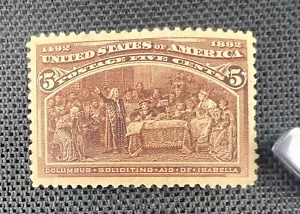 1492 1892
UNITED STATES OF AMERICA
POSTAGE FIVE CENTS
5 5
COLUMBUS SOLICITING AID OF ISABELLA